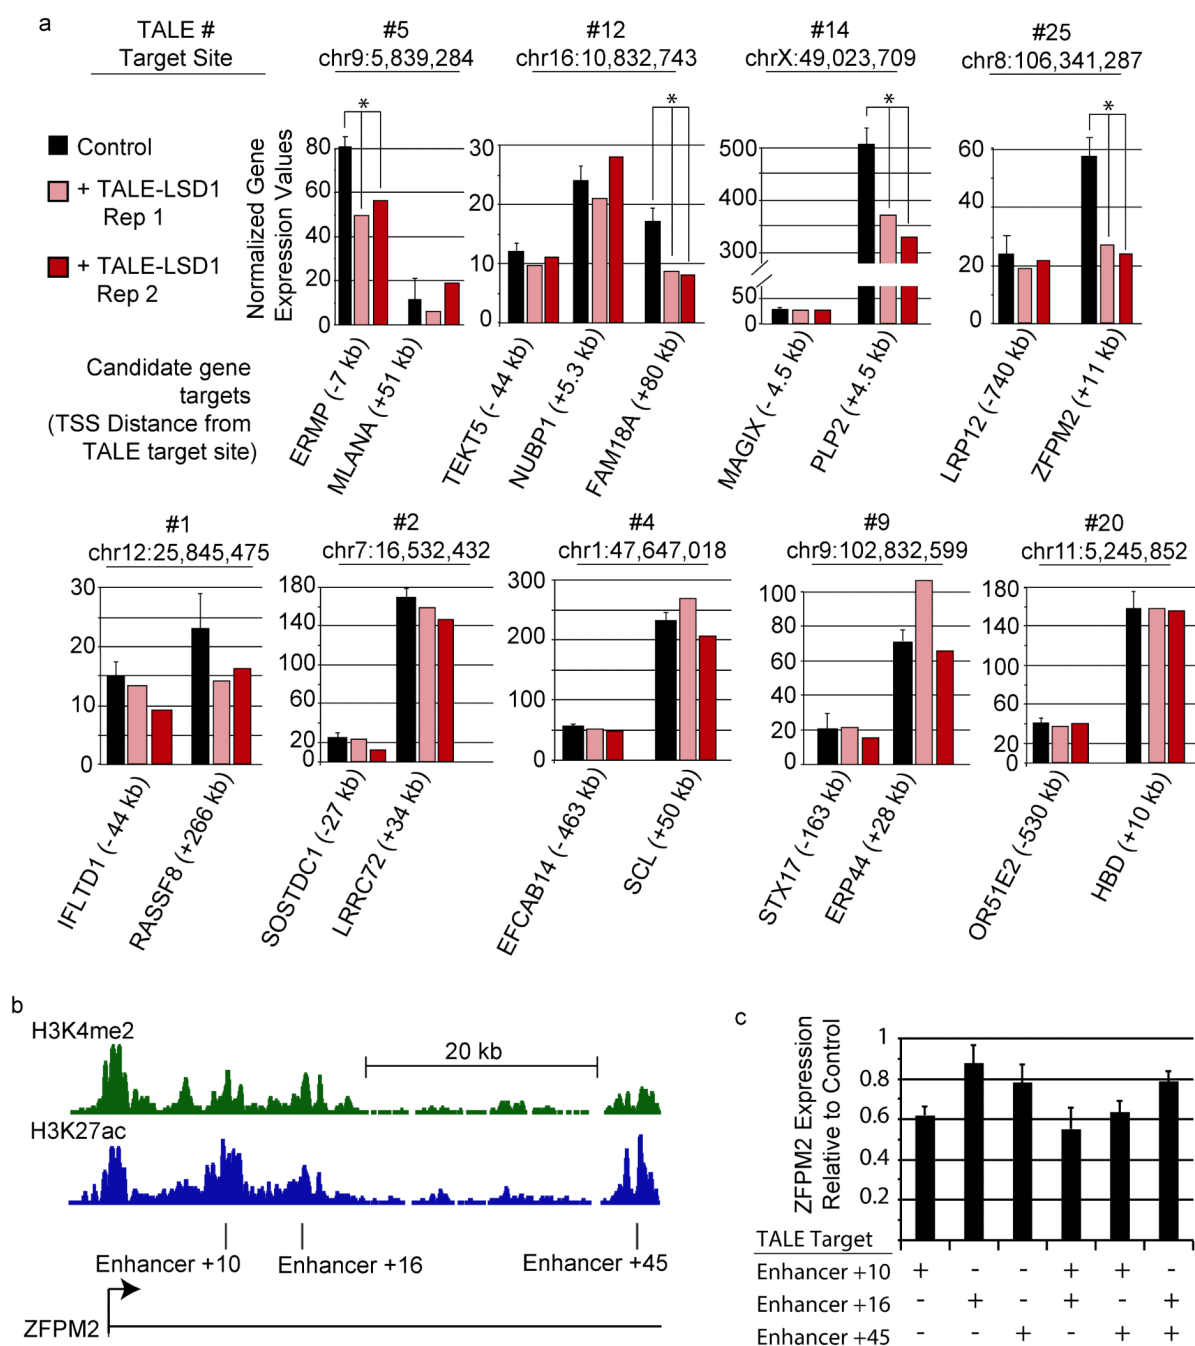 a
TALE #
Target Site
#5
chr9:5,839,284
#12
chr16:10,832,743
#14
chrX:49,023,709
#25
chr8:106,341,287
Control
+ TALE-LSD1
Rep 1
+ TALE-LSD1
Rep 2
Normalized Gene
Expression Values
80
60
40
20
0
*
30
20
10
0
*
500
400
300
50
0
*
60
40
20
0
*
Candidate gene
targets
(TSS Distance from
TALE target site)
ERMP (-7 kb)
MLANA (+51 kb)
TEKT5 (- 44 kb)
NUBP1 (+5.3 kb)
FAM18A (+80 kb)
MAGIX (- 4.5 kb)
PLP2 (+4.5 kb)
LRP12 (-740 kb)
ZFPM2 (+11 kb)
#1
chr12:25,845,475
#2
chr7:16,532,432
#4
chr1:47,647,018
#9
chr9:102,832,599
#20
chr11:5,245,852
30
20
10
0
180
140
100
60
20
0
300
200
100
0
100
80
60
40
20
0
180
140
100
60
20
0
IFLTD1 (- 44 kb)
RASSF8 (+266 kb)
SOSTDC1 (-27 kb)
LRRC72 (+34 kb)
EFCAB14 (-463 kb)
SCL (+50 kb)
STX17 (-163 kb)
ERP44 (+28 kb)
OR51E2 (-530 kb)
HBD (+10 kb)
b
H3K4me2
20 kb
H3K27ac
Enhancer +10
Enhancer +16
Enhancer +45
ZFPM2
c
ZFPM2 Expression
Relative to Control
1
0.8
0.6
0.4
0.2
TALE Target
Enhancer +10 + - - + + -
Enhancer +16 - + - + - +
Enhancer +45 - - + - + +